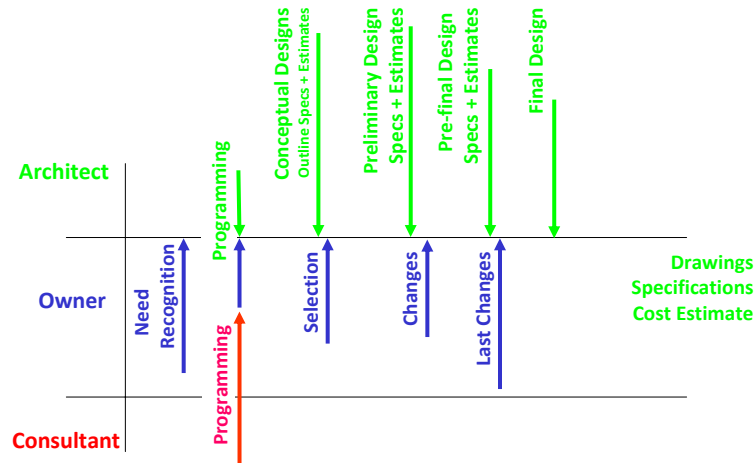 Conceptual Designs
Outline Specs + Estimates
Preliminary Design
Specs + Estimates
Pre-final Design
Specs + Estimates
Final Design
Architect
Programming
Owner
Need
Recognition
Selection
Changes
Last Changes
Drawings
Specifications
Cost Estimate
Consultant
Programming